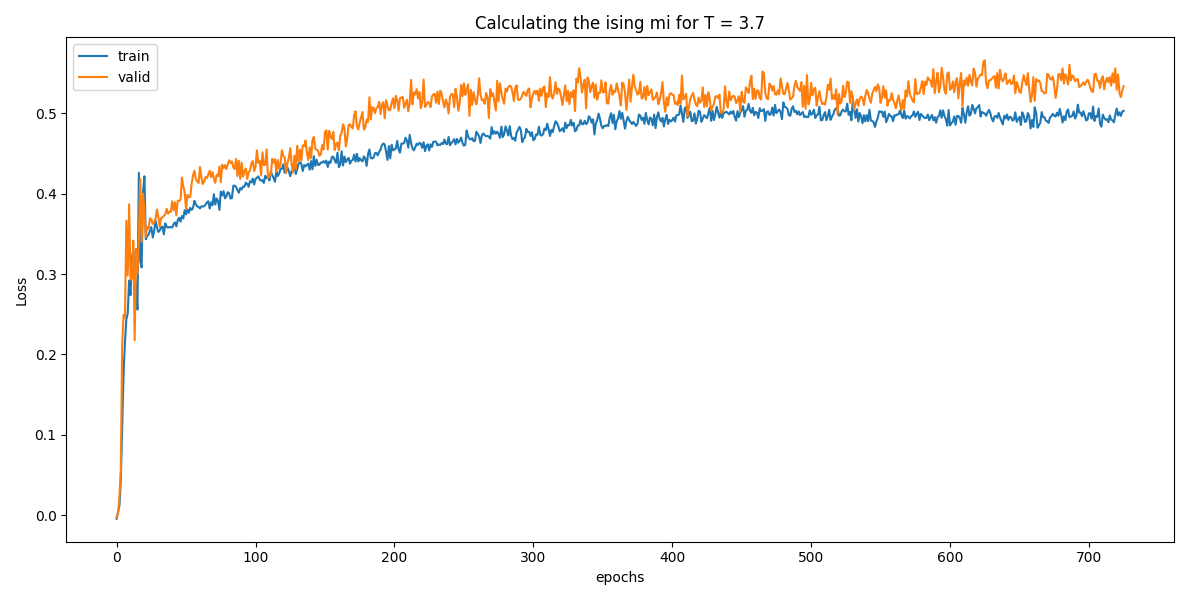 Calculating the ising mi for T = 3.7
train
valid
Loss
0.5
0.4
0.3
0.2
0.1
0.0
0 100 200 300 400 500 600 700
epochs